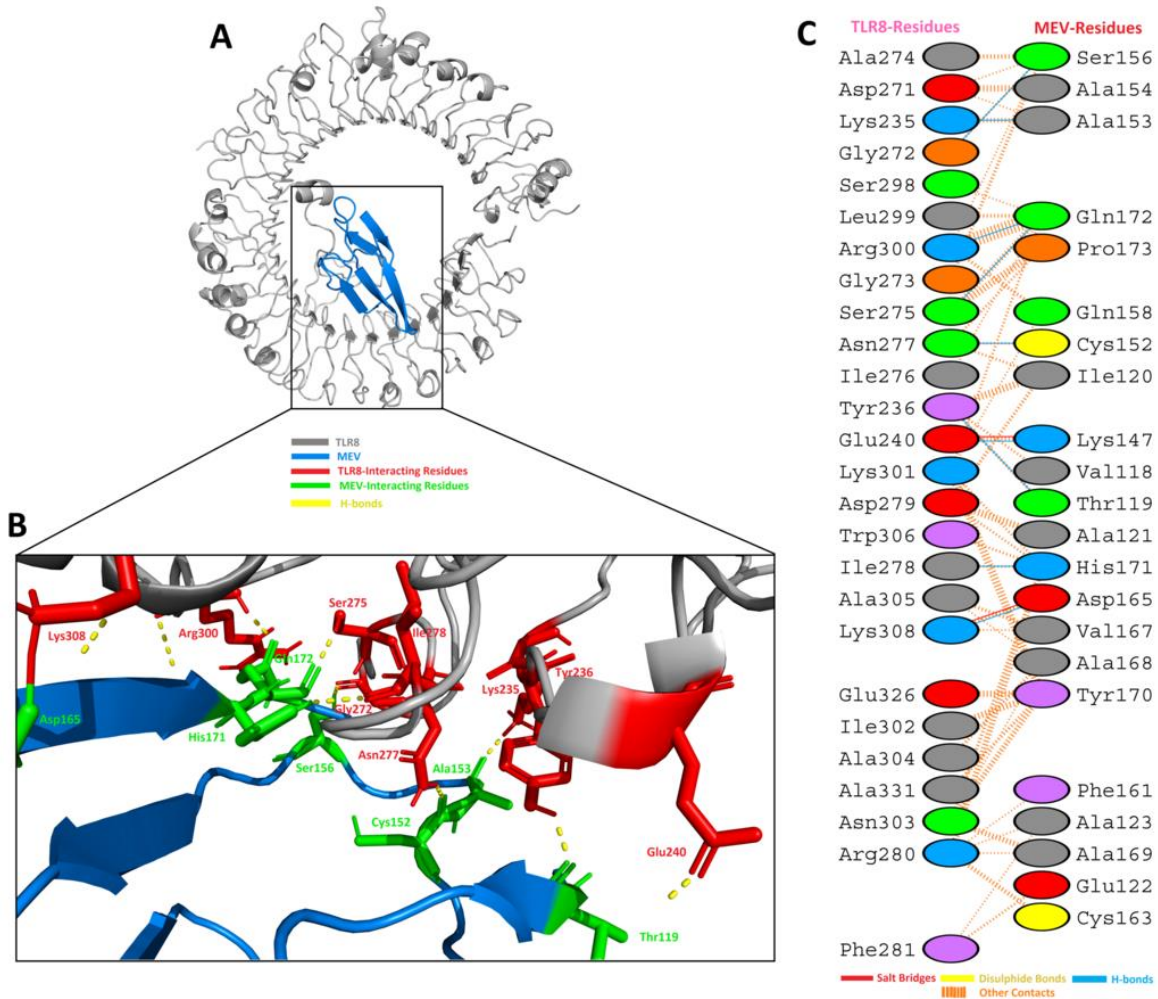 A
TLR8
MEV
TLR8-Interacting Residues
MEV-Interacting Residues
H-bonds
B
Lys308
Arg300
Ser275
Ile278
Gln172
Tyr236
Lys235
Asp165
His171
Gly272
Ser156
Asn277
Ala153
Cys152
Glu240
Thr119
C
TLR8-Residues MEV-Residues
Ala274 Ser156
Asp271 Ala154
Lys235 Ala153
Gly272
Ser298
Leu299 Gln172
Arg300 Pro173
Gly273
Ser275 Gln158
Asn277 Cys152
Ile276 Ile120
Tyr236
Glu240 Lys147
Lys301 Val118
Asp279 Thr119
Trp306 Ala121
Ile278 His171
Ala305 Asp165
Lys308 Val167
Ala168
Glu326 Tyr170
Ile302
Ala304
Ala331 Phe161
Asn303 Ala123
Arg280 Ala169
Glu122
Cys163
Phe281
Salt Bridges Disulphide Bonds H-bonds
Other Contacts